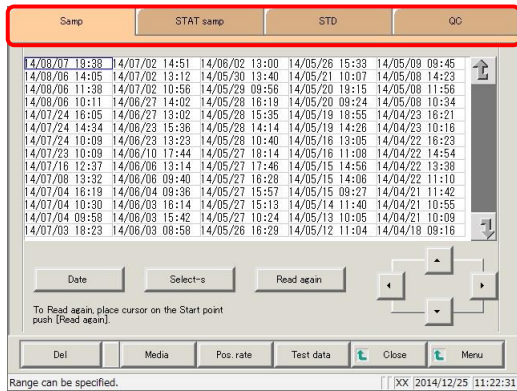 Samp STAT samp STD QC
14/08/07 19:38 14/07/02 14:51 14/06/02 13:00 14/05/26 15:33 14/05/09 09:45
14/08/06 14:05 14/07/02 13:12 14/05/30 13:40 14/05/21 10:07 14/05/08 14:23
14/08/06 11:38 14/07/02 10:56 14/05/29 09:56 14/05/20 19:15 14/05/08 11:56
14/08/06 10:11 14/06/27 14:02 14/05/28 16:19 14/05/20 09:24 14/05/08 10:34
14/07/24 16:05 14/06/27 13:02 14/05/28 15:35 14/05/19 18:55 14/04/23 16:21
14/07/24 14:34 14/06/23 15:36 14/05/28 14:14 14/05/19 14:26 14/04/23 10:16
14/07/24 10:09 14/06/23 13:23 14/05/28 10:40 14/05/16 13:05 14/04/22 16:23
14/07/23 10:09 14/06/10 17:44 14/05/27 18:14 14/05/16 11:08 14/04/22 14:54
14/07/16 12:37 14/06/06 13:14 14/05/27 17:46 14/05/15 14:56 14/04/22 13:38
14/07/08 13:32 14/06/06 09:40 14/05/27 16:28 14/05/15 14:06 14/04/22 11:10
14/07/04 16:19 14/06/04 09:36 14/05/27 15:57 14/05/15 09:27 14/04/21 11:42
14/07/04 10:30 14/06/03 16:14 14/05/27 15:13 14/05/14 11:40 14/04/21 10:55
14/07/04 09:58 14/06/03 15:42 14/05/27 10:24 14/05/13 10:05 14/04/21 10:09
14/07/03 18:23 14/06/03 08:58 14/05/26 16:29 14/05/12 11:04 14/04/18 09:16
Date Select-s Read again
To Read again, place cursor on the Start point
push [Read again].
Del Media Pos. rate Test data Close Menu
Range can be specified. XX 2014/12/25 11:22:31